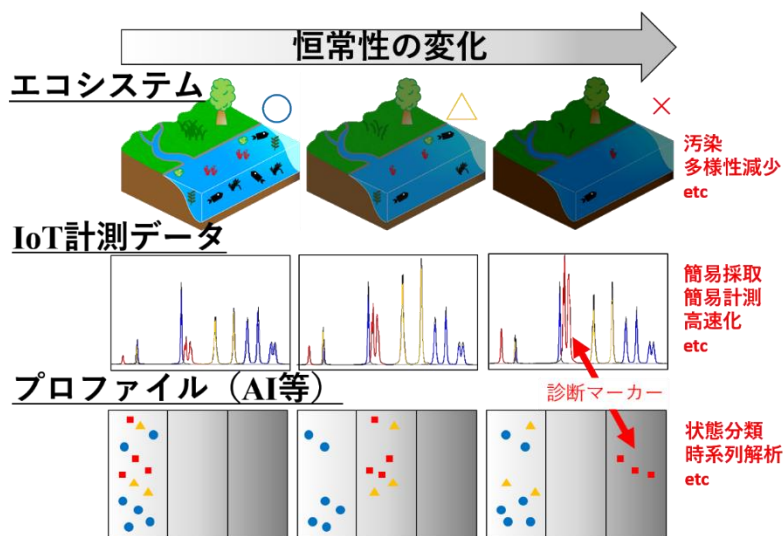 恒常性の変化
エコシステム
汚染
多様性減少
etc
IoT計測データ
簡易採取
簡易計測
高速化
etc
プロファイル（AI等）
診断マーカー
状態分類
時系列解析
etc